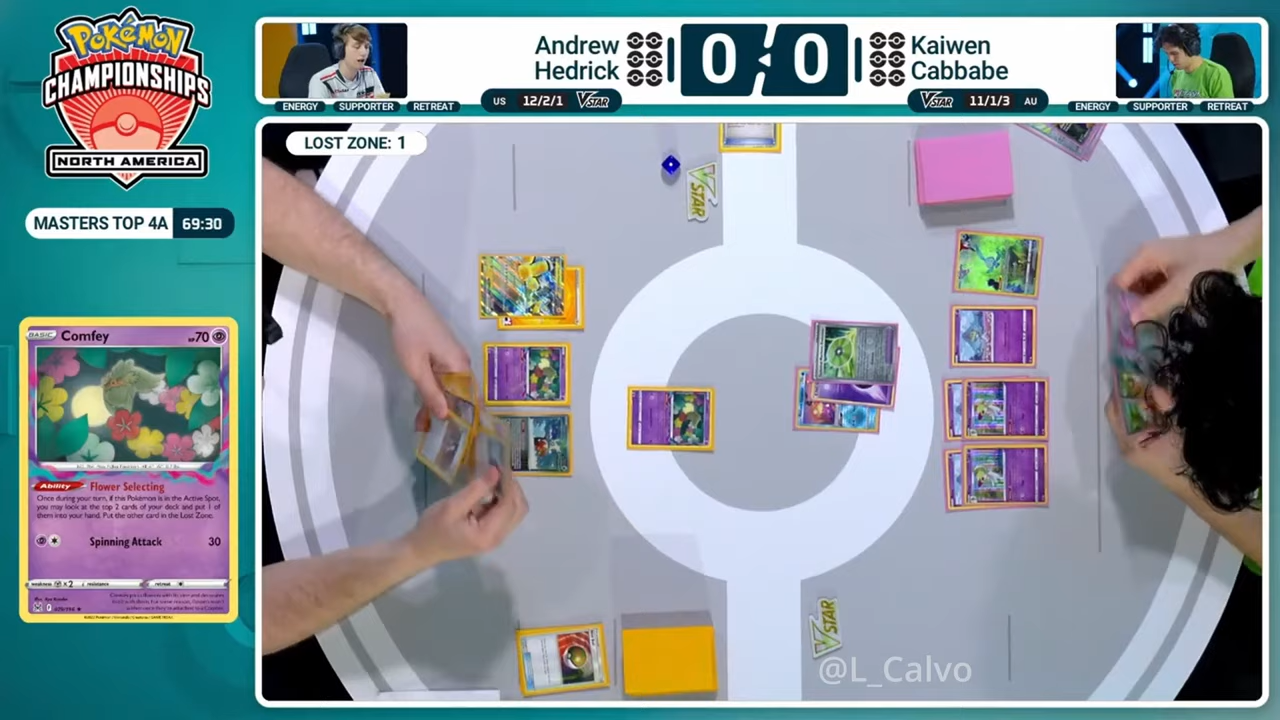 Pokémon
CHAMPIONSHIPS
NORTH AMERICA
MASTERS TOP 4A 69:30
Andrew
Hedrick
0 0
Kaiwen
Cabbabe
ENERGY SUPPORTER RETREAT
US 12/2/1 VSTAR
VSTAR 11/1/3 AU
ENERGY SUPPORTER RETREAT
LOST ZONE: 1
VSTAR
VSTAR
BASIC Comfey HP 70
Ability Flower Selecting
Once during your turn, if this Pokémon is in the Active Spot,
you may look at the top 2 cards of your deck and put 1 of
them into your hand. Put the other card in the Lost Zone.
Spinning Attack 30
weakness ×2 resistance retreat
@L_Calvo